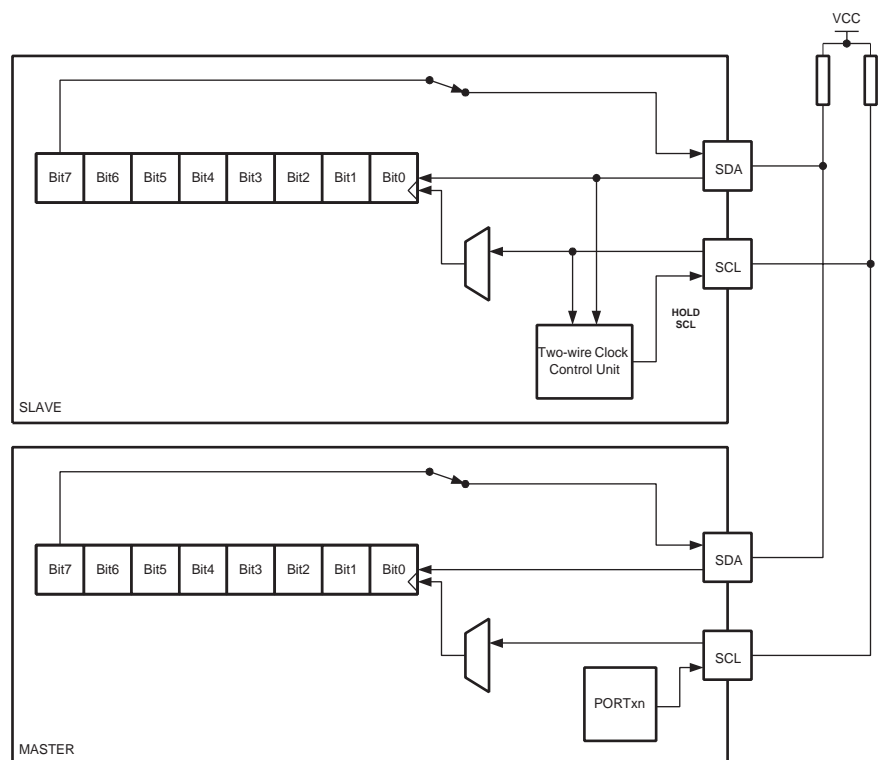 VCC
Bit7 Bit6 Bit5 Bit4 Bit3 Bit2 Bit1 Bit0
SDA
SCL
HOLD
SCL
Two-wire Clock
Control Unit
SLAVE
Bit7 Bit6 Bit5 Bit4 Bit3 Bit2 Bit1 Bit0
SDA
SCL
PORTxn
MASTER